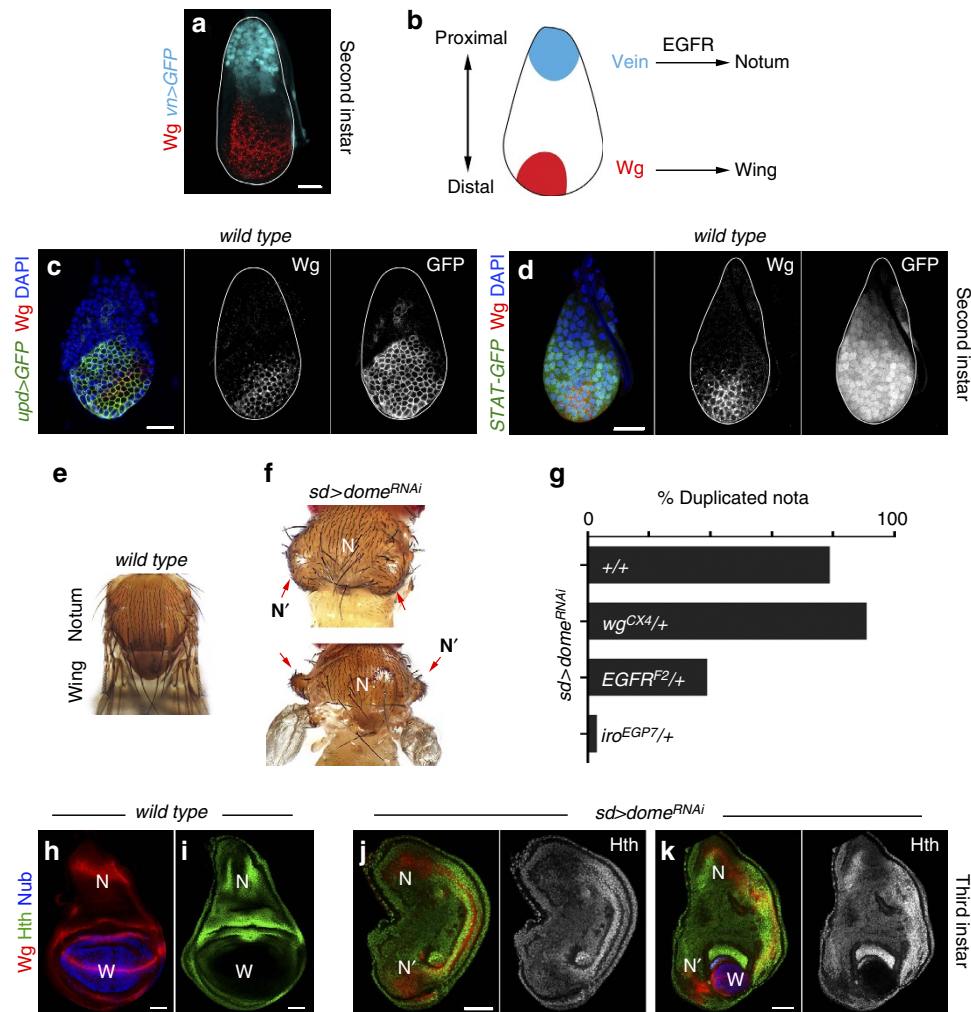 a
Wg vn>GFP
Second instar
b
Proximal
Distal
Vein
EGFR
Notum
Wg
Wing
wild type
c
upd>GFP Wg DAPI
Wg
GFP
wild type
d
STAT-GFP Wg DAPI
Wg
GFP
Second instar
e
wild type
Notum
Wing
f
sd>dome^RNAi
N
N′
N
N′
g
% Duplicated nota
0
100
sd>dome^RNAi
+/+
wg^CX4/+
EGFR^F2/+
iro^EGP7/+
wild type
h
Wg Hth Nub
N
W
i
N
W
sd>dome^RNAi
j
N
N′
Hth
k
N
N′
W
Hth
Third instar